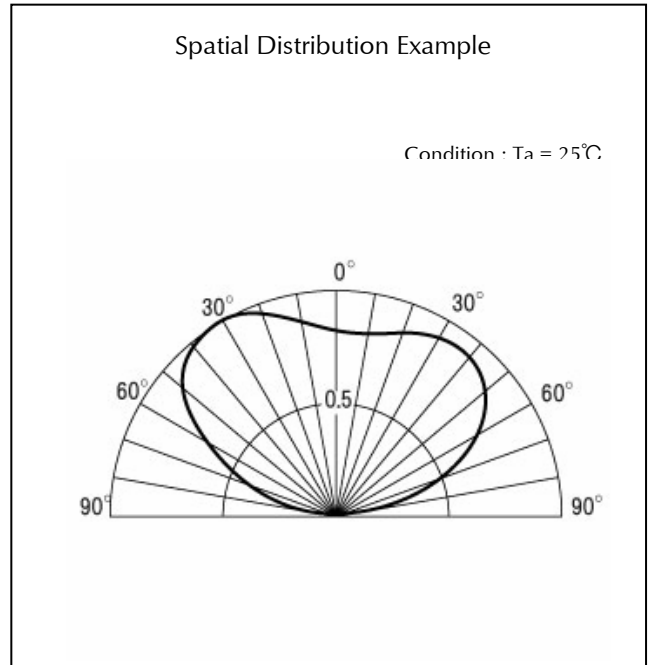 Spatial Distribution Example
Condition : Ta = 25℃
0°
30° 30°
60° 0.5 60°
90° 90°